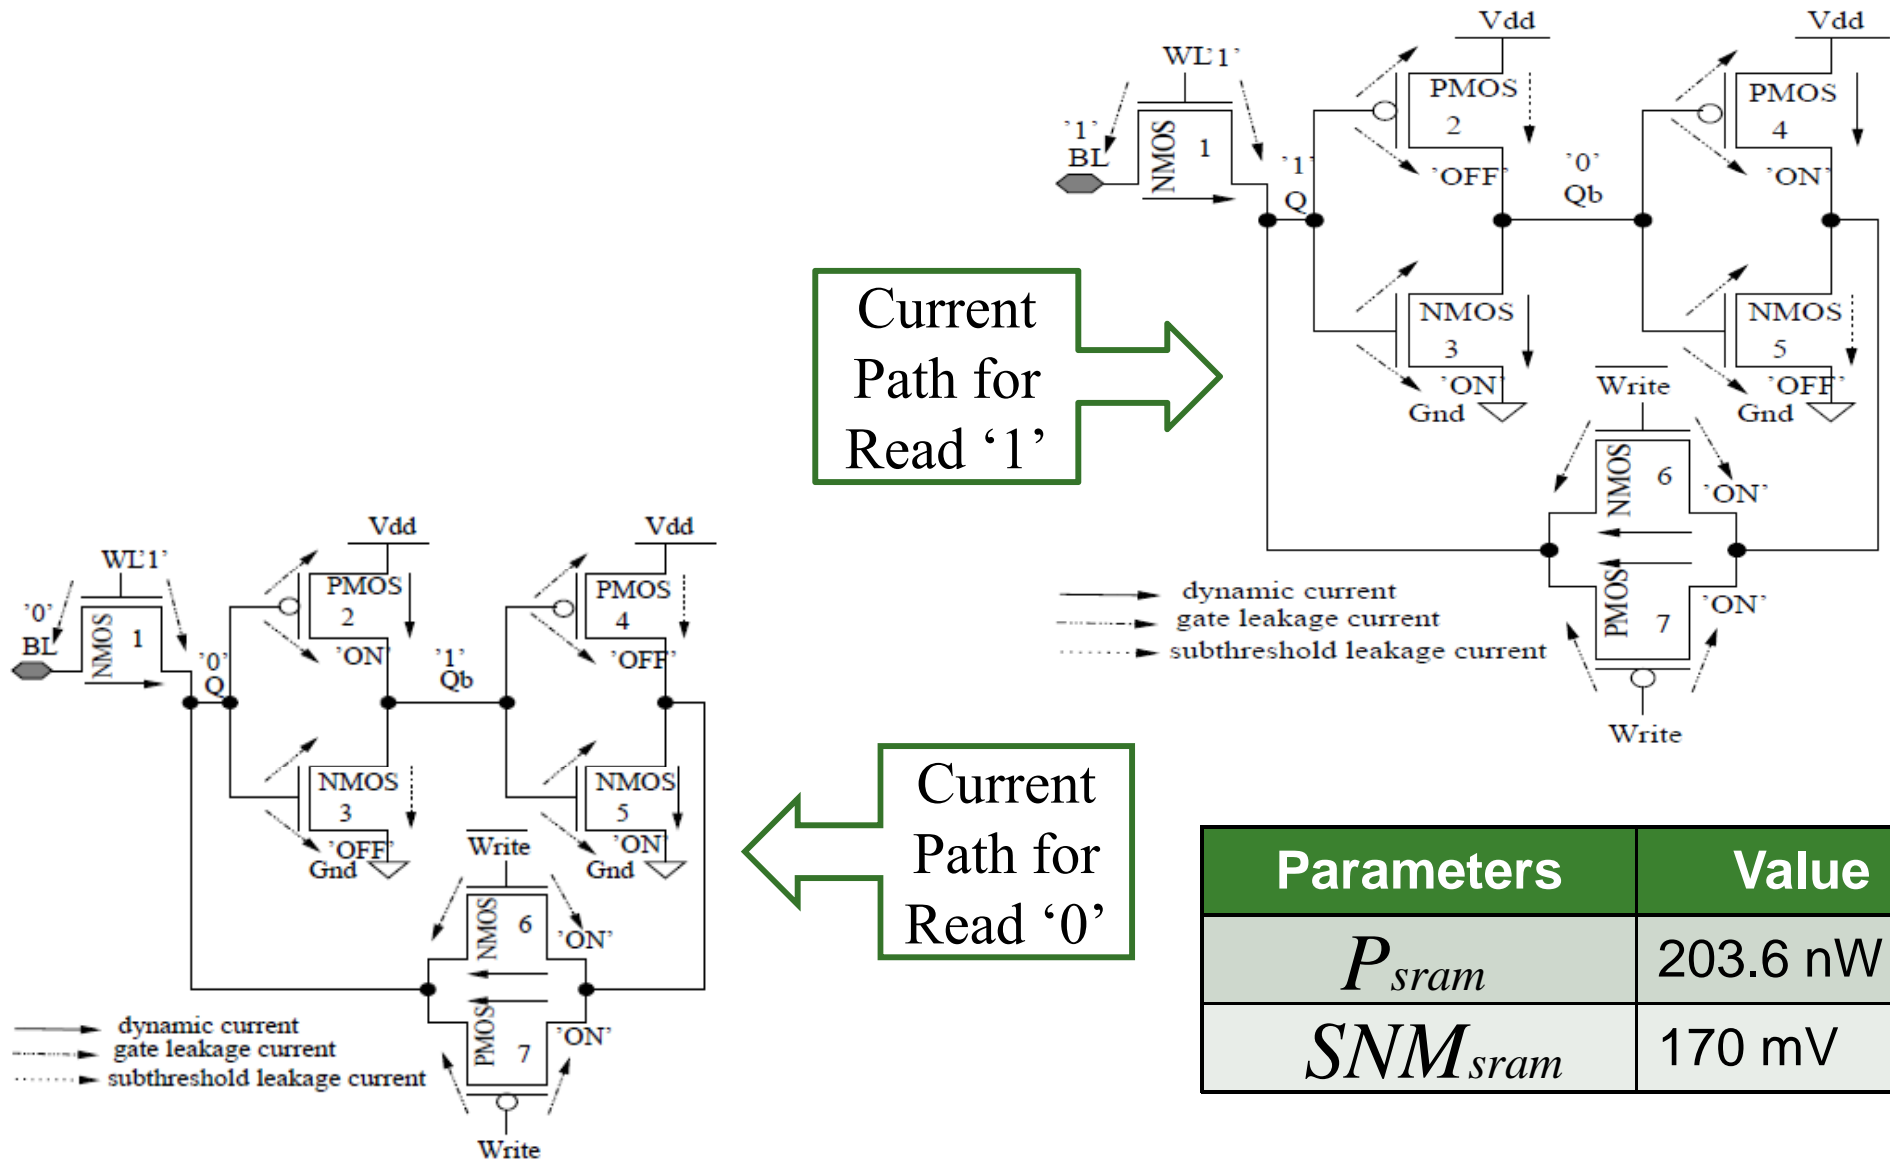 Vdd
Vdd
WL'1'
'1'
BL
NMOS
1
'1'
Q
PMOS
2
'OFF'
'0'
Qb
PMOS
4
'ON'
NMOS
3
'ON'
Gnd
NMOS
5
'OFF'
Gnd
Write
NMOS
6
'ON'
PMOS
7
'ON'
Write
dynamic current
gate leakage current
subthreshold leakage current
Current
Path for
Read ‘1’
Vdd
Vdd
WL'1'
'0'
BL
NMOS
1
'0'
Q
PMOS
2
'ON'
'1'
Qb
PMOS
4
'OFF'
NMOS
3
'OFF'
Gnd
NMOS
5
'ON'
Gnd
Write
NMOS
6
'ON'
PMOS
7
'ON'
Write
dynamic current
gate leakage current
subthreshold leakage current
Current
Path for
Read ‘0’
Parameters Value
Psram 203.6 nW
SNMsram 170 mV